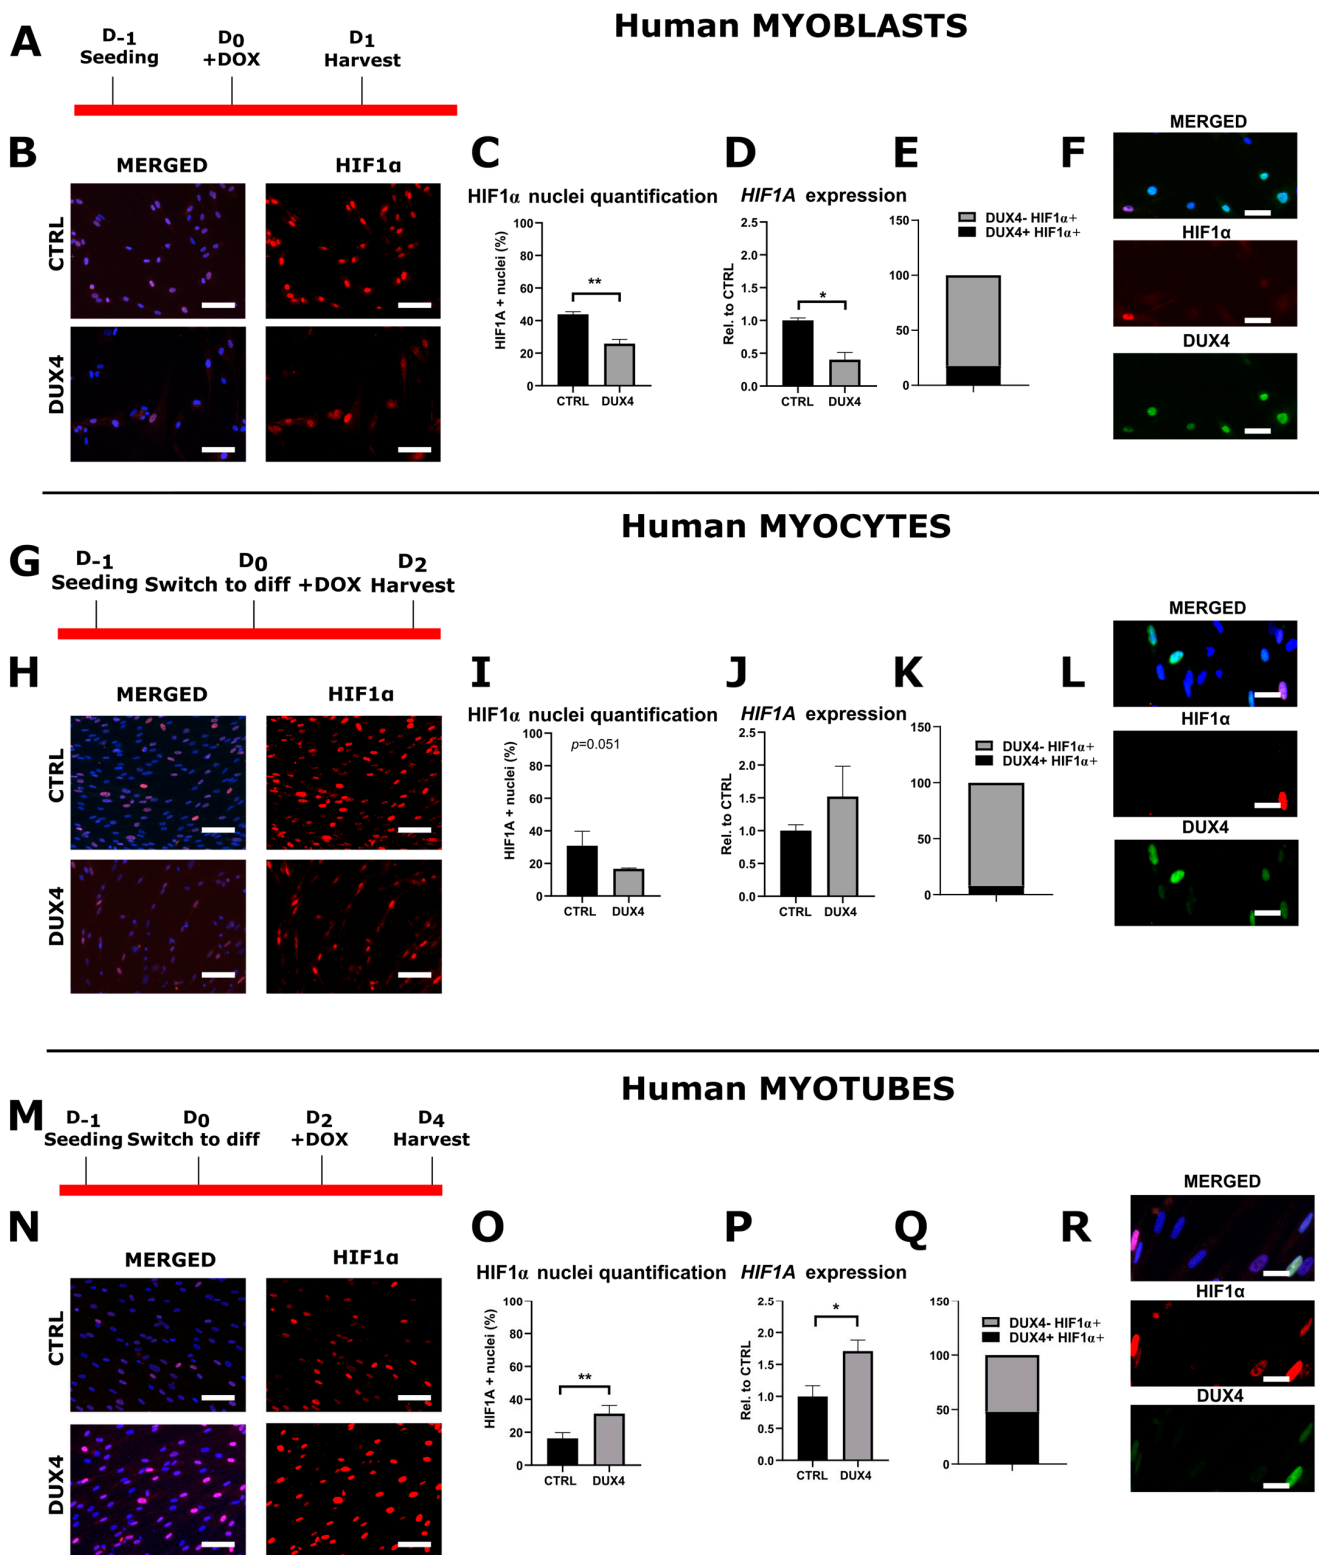 Human MYOBLASTS
A
D-1 D0 D1
Seeding +DOX Harvest
B
MERGED HIF1α
CTRL
DUX4
C
HIF1α nuclei quantification
HIF1A + nuclei (%)
100
80
60
40
20
0
**
CTRL DUX4
D
HIF1A expression
Rel. to CTRL
2.5
2.0
1.5
1.0
0.5
0.0
*
CTRL DUX4
E
DUX4- HIF1α+
DUX4+ HIF1α+
150
100
50
0
F
MERGED
HIF1α
DUX4
Human MYOCYTES
G
D-1 D0 D2
Seeding Switch to diff +DOX Harvest
H
MERGED HIF1α
CTRL
DUX4
I
HIF1α nuclei quantification
HIF1A + nuclei (%)
100
80
60
40
20
0
p=0.051
CTRL DUX4
J
HIF1A expression
Rel. to CTRL
2.5
2.0
1.5
1.0
0.5
0.0
CTRL DUX4
K
DUX4- HIF1α+
DUX4+ HIF1α+
150
100
50
0
L
MERGED
HIF1α
DUX4
Human MYOTUBES
M
D-1 D0 D2 D4
Seeding Switch to diff +DOX Harvest
N
MERGED HIF1α
CTRL
DUX4
O
HIF1α nuclei quantification
HIF1A + nuclei (%)
100
80
60
40
20
0
**
CTRL DUX4
P
HIF1A expression
Rel. to CTRL
2.5
2.0
1.5
1.0
0.5
0.0
*
CTRL DUX4
Q
DUX4- HIF1α+
DUX4+ HIF1α+
150
100
50
0
R
MERGED
HIF1α
DUX4